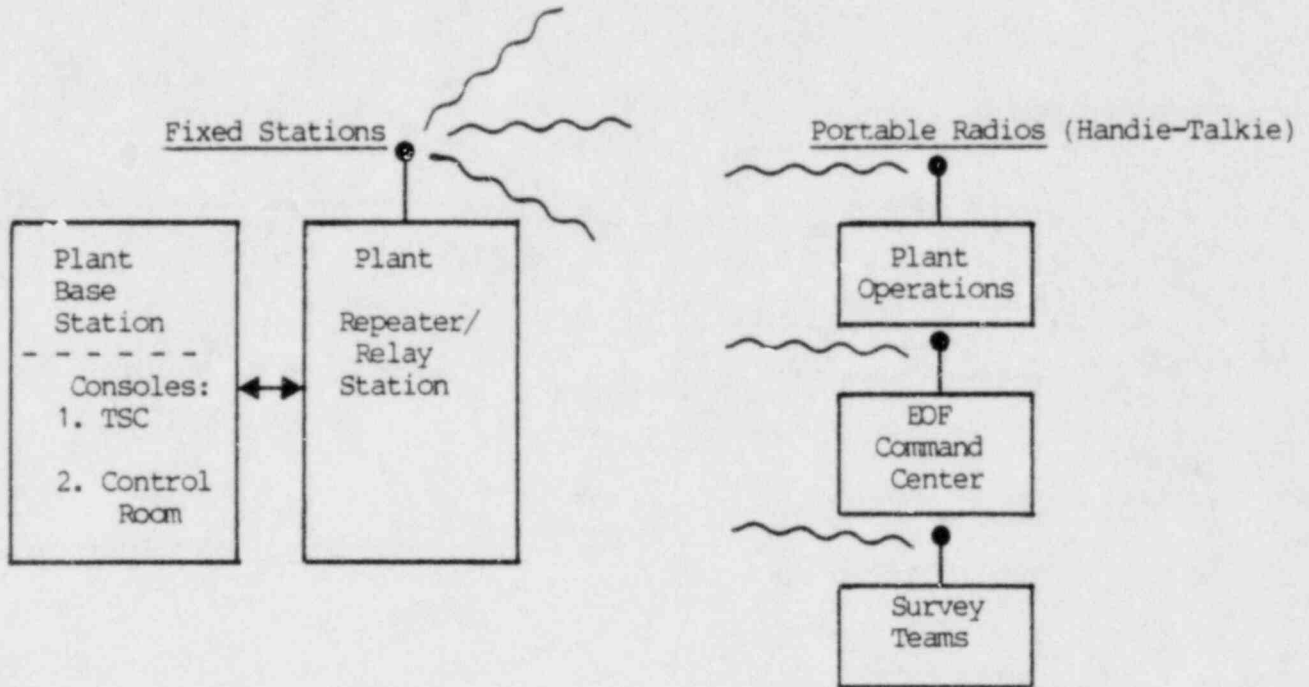 Fixed Stations
Portable Radios (Handie-Talkie)
Plant
Base
Station
Consoles:
1. TSC
2. Control
Room
Plant
Repeater/
Relay
Station
Plant
Operations
EOF
Command
Center
Survey
Teams